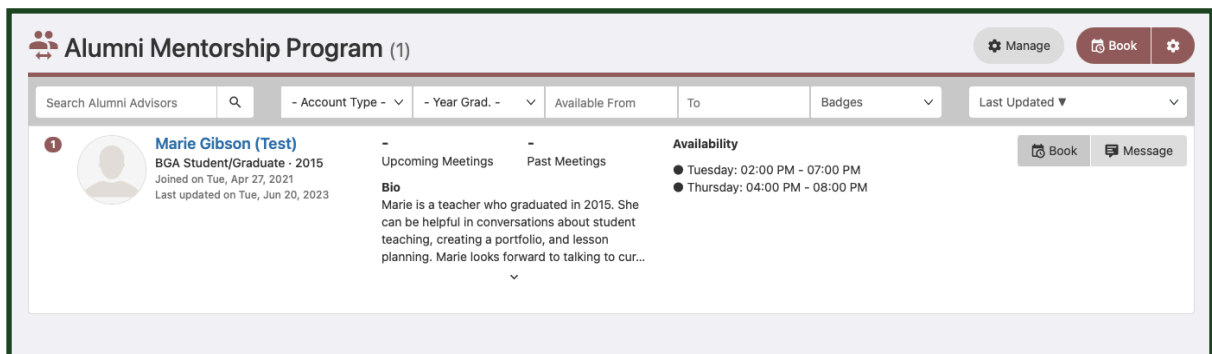 Alumni Mentorship Program (1)
Manage
Book
Search Alumni Advisors
- Account Type -
- Year Grad. -
Available From
To
Badges
Last Updated ▼
1
Marie Gibson (Test)
BGA Student/Graduate · 2015
Joined on Tue, Apr 27, 2021
Last updated on Tue, Jun 20, 2023
-
Upcoming Meetings
-
Past Meetings
Bio
Marie is a teacher who graduated in 2015. She
can be helpful in conversations about student
teaching, creating a portfolio, and lesson
planning. Marie looks forward to talking to cur...
Availability
Tuesday: 02:00 PM - 07:00 PM
Thursday: 04:00 PM - 08:00 PM
Book
Message